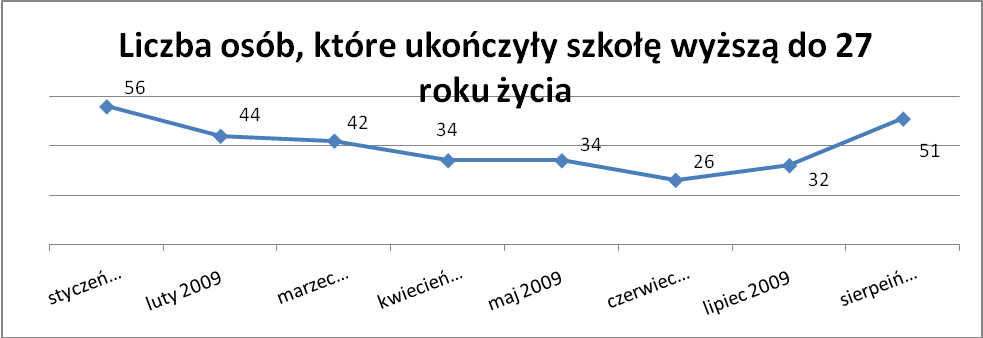 Liczba osób, które ukończyły szkołę wyższą do 27
roku życia
56
44
42
34
34
26
32
51
styczeń...
luty 2009
marzec...
kwiecień...
maj 2009
czerwiec...
lipiec 2009
sierpeiń...